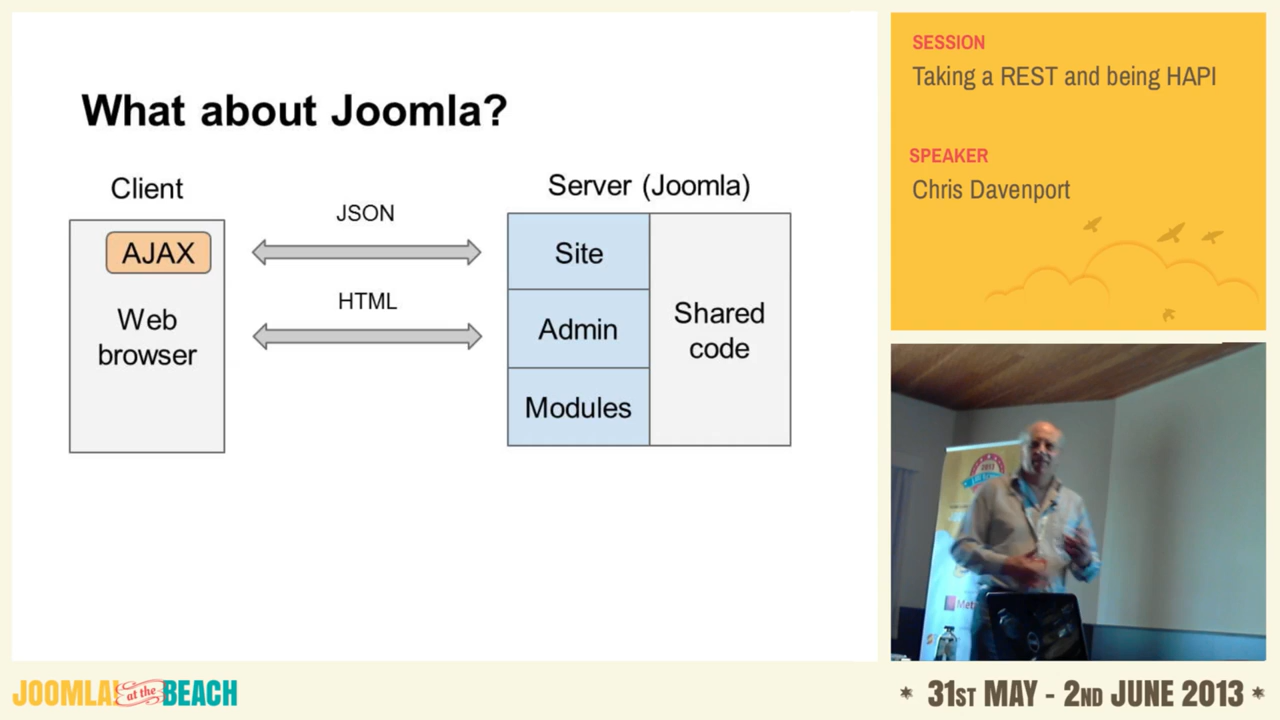 What about Joomla?
Client
Server (Joomla)
AJAX
Web
browser
JSON
HTML
Site
Admin
Modules
Shared
code
SESSION
Taking a REST and being HAPI
SPEAKER
Chris Davenport
2013
JOOMLA! at the BEACH
* 31ST MAY - 2ND JUNE 2013 *